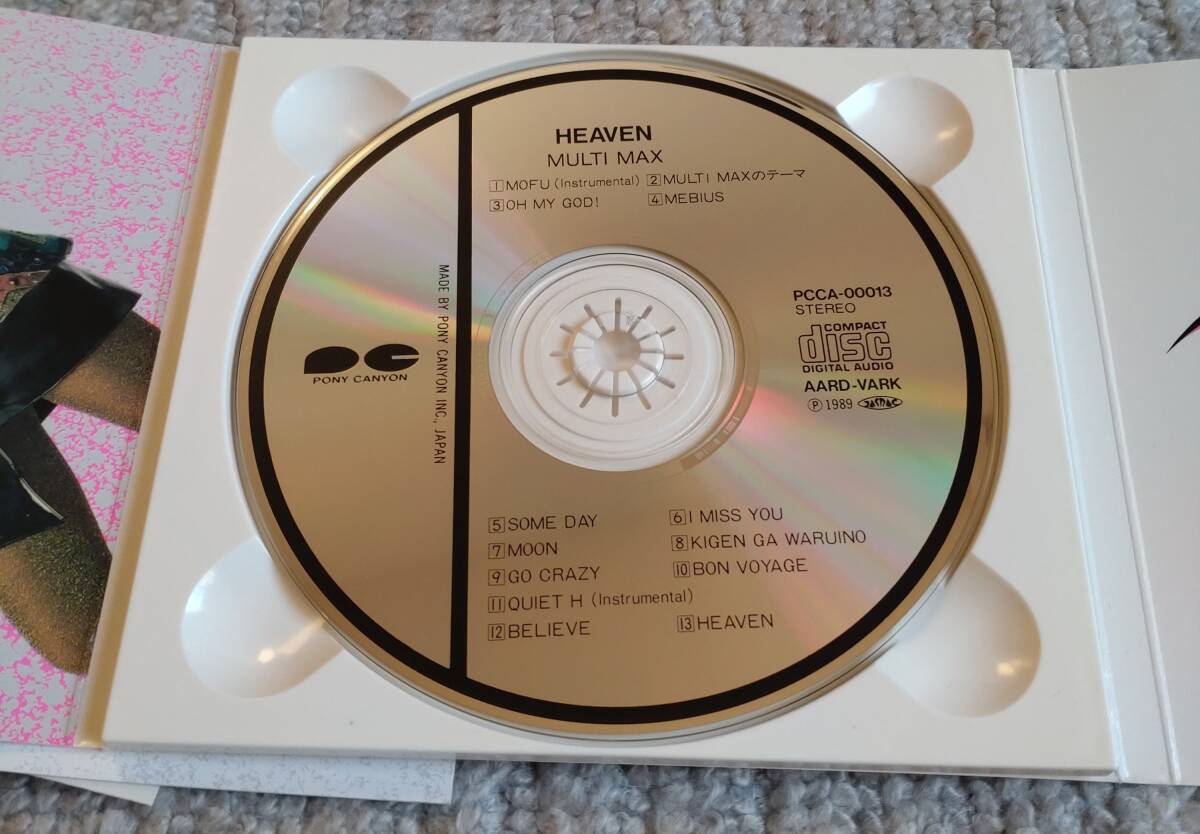 HEAVEN
MULTI MAX
1 MOFU (Instrumental) 2 MULTI MAXのテーマ
3 OH MY GOD! 4 MEBIUS
PCCA-00013
STEREO
COMPACT
disc
DIGITAL AUDIO
AARD-VARK
Ⓟ 1989 JASRAC
PONY CANYON
MADE BY PONY CANYON INC., JAPAN
5 SOME DAY 6 I MISS YOU
7 MOON 8 KIGEN GA WARUINO
9 GO CRAZY 10 BON VOYAGE
11 QUIET H (Instrumental)
12 BELIEVE 13 HEAVEN